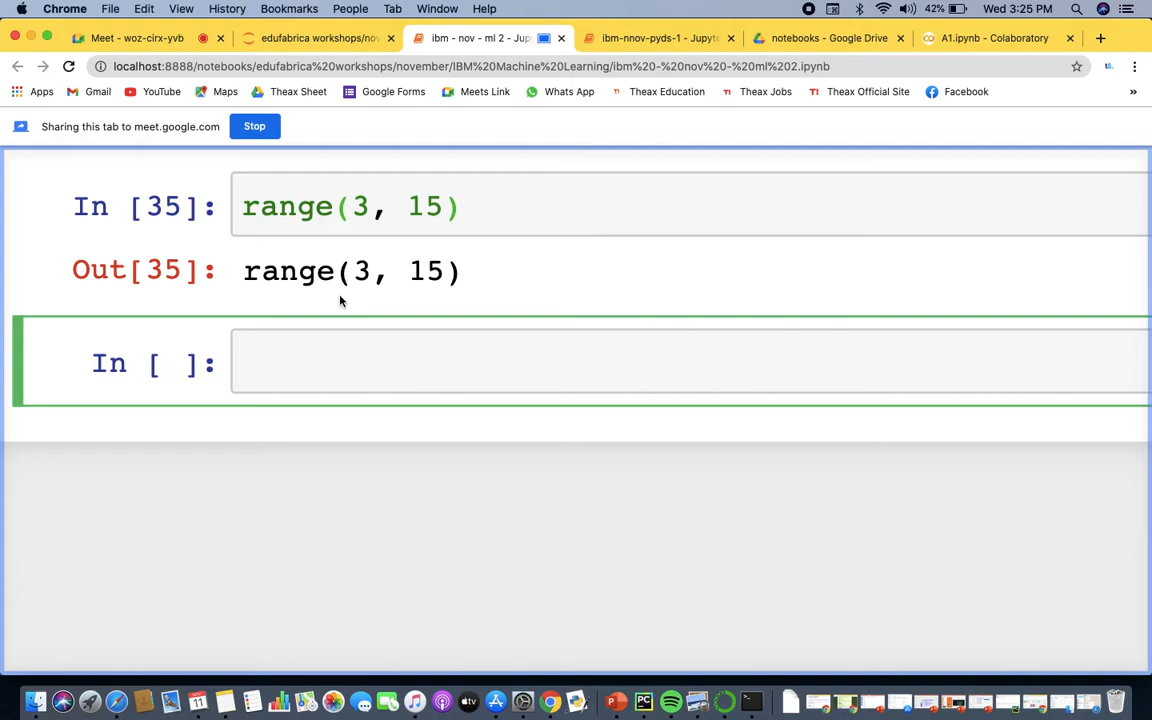 Chrome File Edit View History Bookmarks People Tab Window Help 42% Wed 3:25 PM
Meet - woz-cirx-yvb edufabrica workshops/nov ibm - nov - ml 2 - Jup ibm-nnov-pyds-1 - Jupyte notebooks - Google Drive A1.ipynb - Colaboratory
localhost:8888/notebooks/edufabrica%20workshops/november/IBM%20Machine%20Learning/ibm%20-%20nov%20-%20ml%202.ipynb
Apps Gmail YouTube Maps Theax Sheet Google Forms Meets Link Whats App Theax Education Theax Jobs Theax Official Site Facebook »
Sharing this tab to meet.google.com Stop
In [35]: range(3, 15)
Out[35]: range(3, 15)
In [ ]: